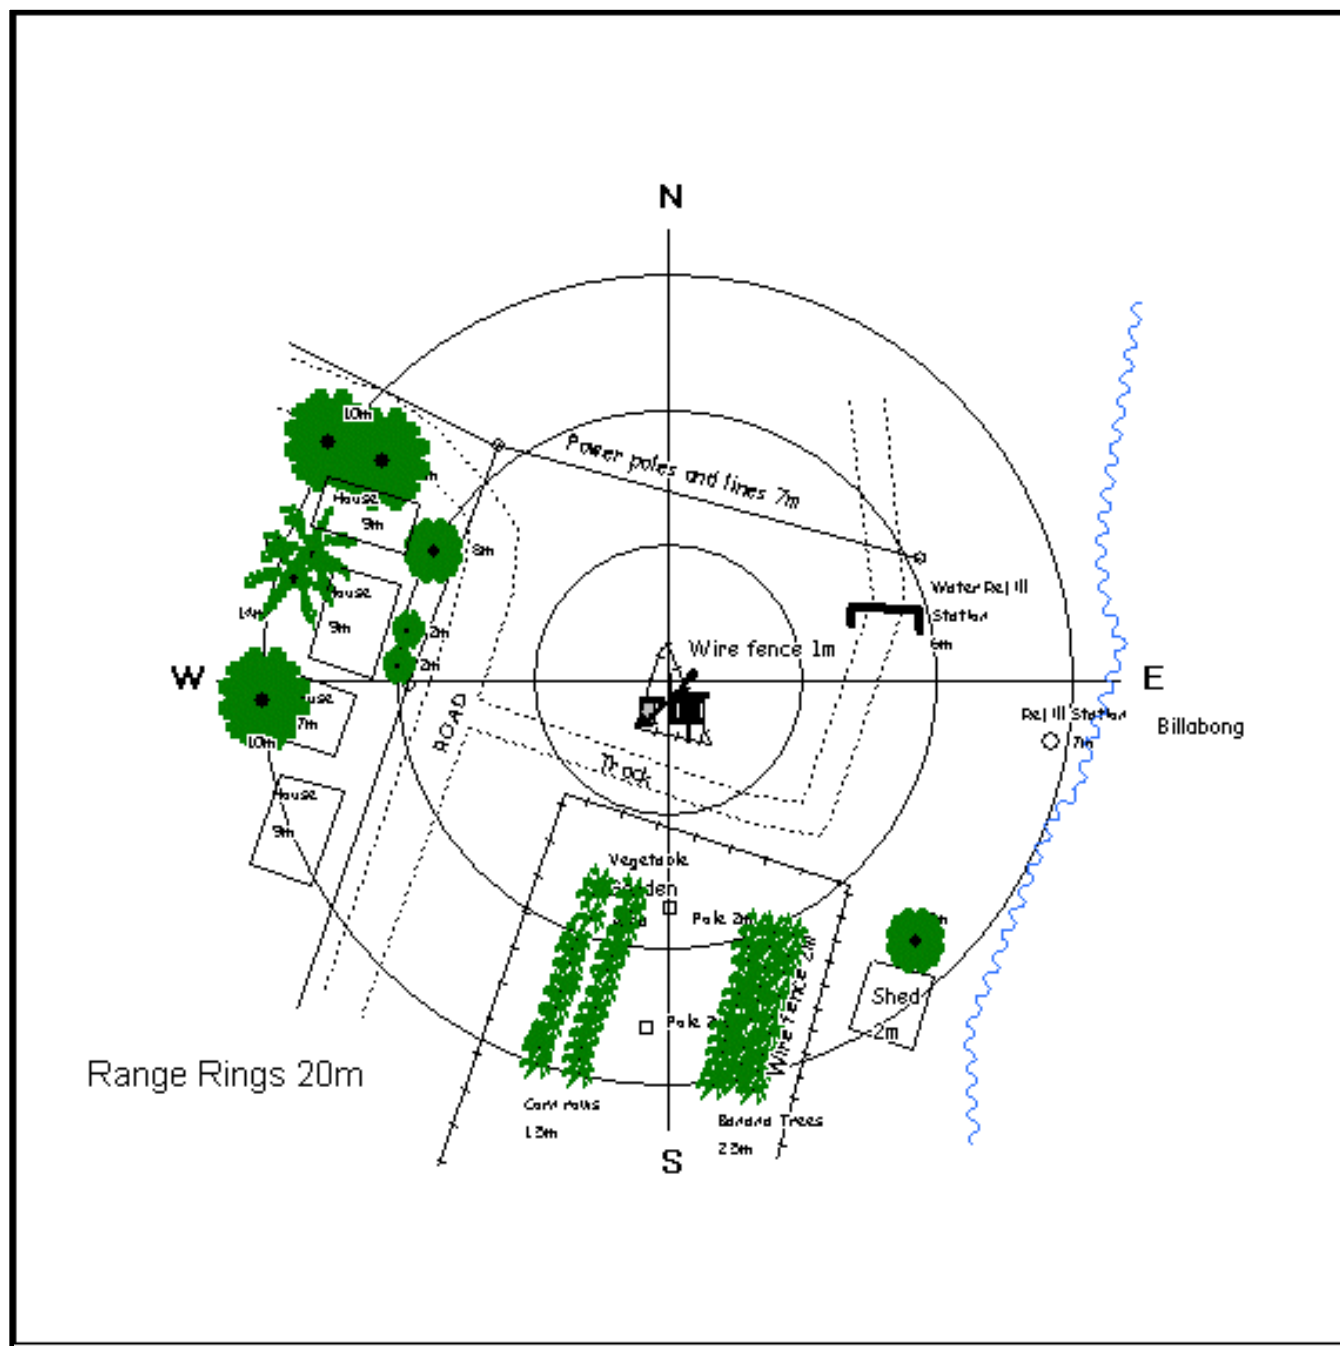 N
10m
Power poles and lines 7m
House
9m
8m
Water Refill
Station
6m
House
14m
9m
2m
Wire fence 1m
2m
W
E
House
7m
10m
ROAD
Refill Station
7m
Billabong
Track
House
9m
Vegetable
Garden
Pole 2m
Wire fence 2m
Shed
2m
Pole 2
Range Rings 20m
Corn rows
Banana Trees
S